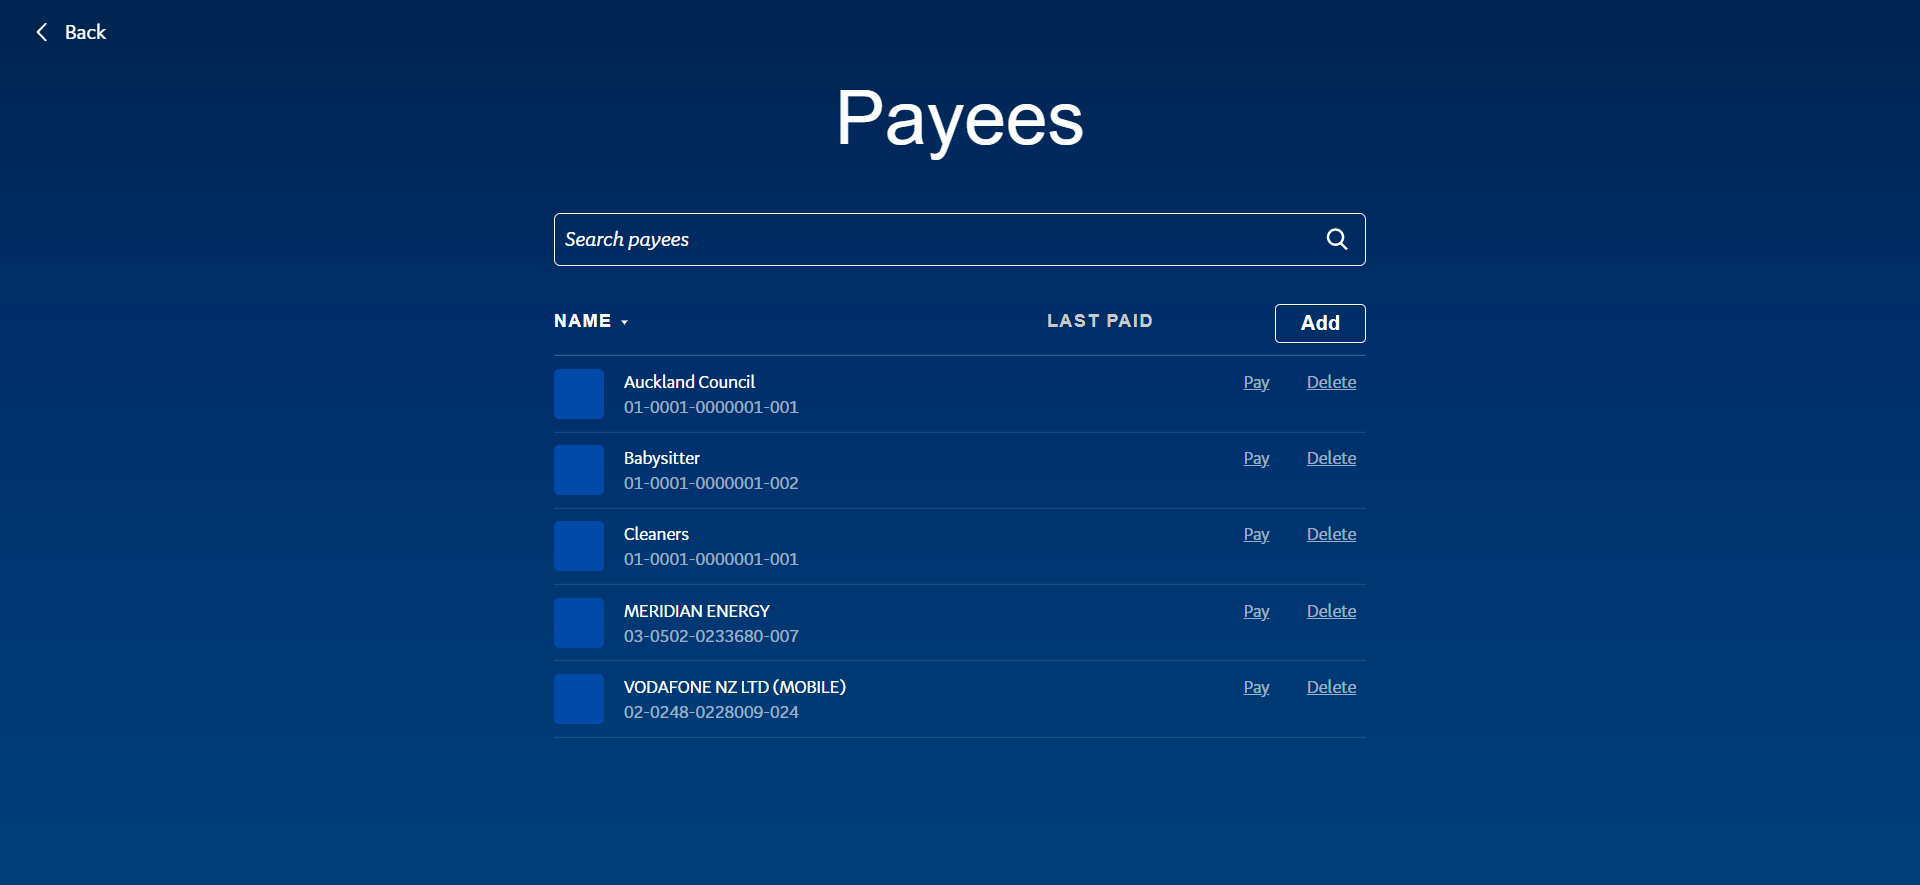 Back
Payees
Search payees
NAME LAST PAID Add
Auckland Council Pay Delete
01-0001-0000001-001
Babysitter Pay Delete
01-0001-0000001-002
Cleaners Pay Delete
01-0001-0000001-001
MERIDIAN ENERGY Pay Delete
03-0502-0233680-007
VODAFONE NZ LTD (MOBILE) Pay Delete
02-0248-0228009-024